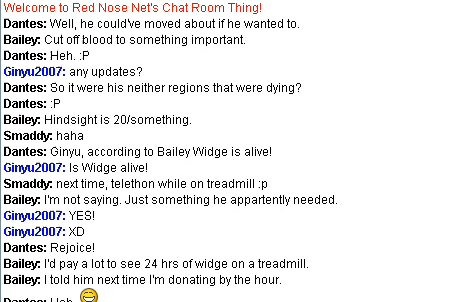 Welcome to Red Nose Net's Chat Room Thing!
Dantes: Well, he could've moved about if he wanted to.
Bailey: Cut off blood to something important.
Dantes: Heh. :P
Ginyu2007: any updates?
Dantes: So it were his neither regions that were dying?
Dantes: :P
Bailey: Hindsight is 20/something.
Smaddy: haha
Dantes: Ginyu, according to Bailey Widge is alive!
Ginyu2007: Is Widge alive!
Smaddy: next time, telethon while on treadmill :p
Bailey: I'm not saying. Just something he appartently needed.
Ginyu2007: YES!
Ginyu2007: XD
Dantes: Rejoice!
Bailey: I'd pay a lot to see 24 hrs of widge on a treadmill.
Bailey: I told him next time I'm donating by the hour.
Dantes: Heh.